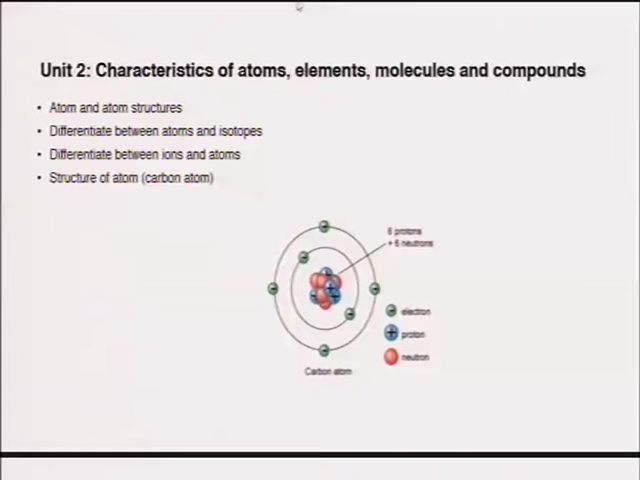 Unit 2: Characteristics of atoms, elements, molecules and compounds
• Atom and atom structures
• Differentiate between atoms and isotopes
• Differentiate between ions and atoms
• Structure of atom (carbon atom)
6 protons
+ 6 neutrons
electron
proton
neutron
Carbon atom